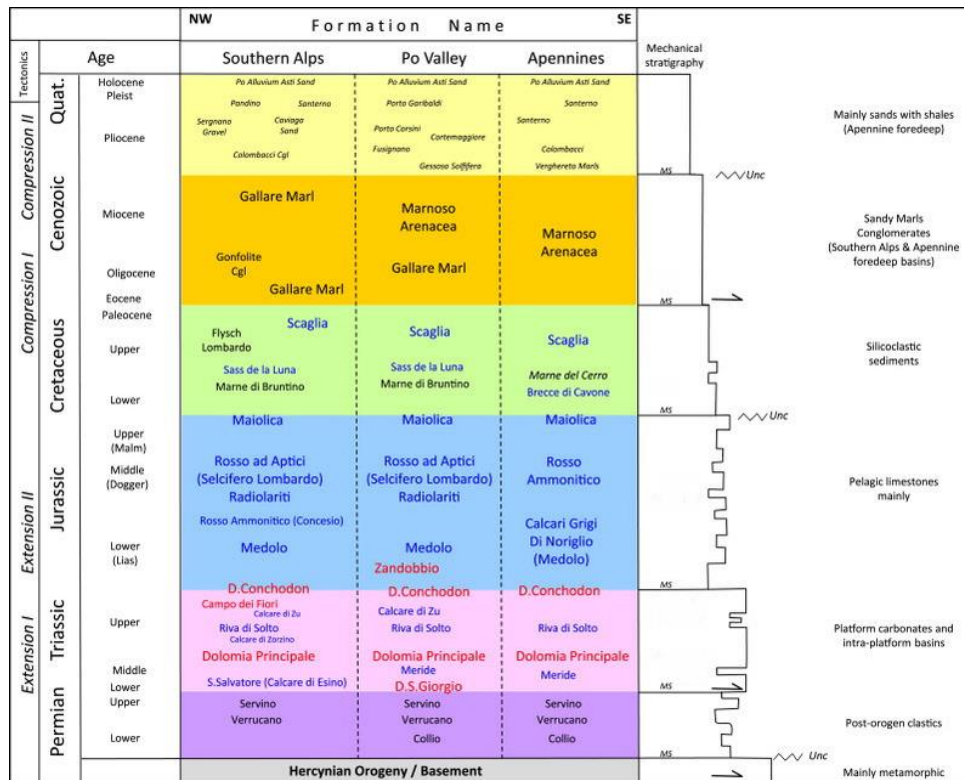 NW
Formation Name
SE
Tectonics
Age
Southern Alps
Po Valley
Apennines
Mechanical
stratigraphy
Compression II
Compression I
Extension II
Extension I
Quat.
Cenozoic
Cretaceous
Jurassic
Triassic
Permian
Holocene
Pleist
Pliocene
Miocene
Oligocene
Eocene
Paleocene
Upper
Lower
Upper
(Malm)
Middle
(Dogger)
Lower
(Lias)
Upper
Middle
Lower
Upper
Lower
Po Alluvium Asti Sand
Pandino
Santerno
Sergnano
Gravel
Caviaga
Sand
Colombacci Cgl
Gallare Marl
Gonfolite
Cgl
Gallare Marl
Scaglia
Flysch
Lombardo
Sass de la Luna
Marne di Bruntino
Maiolica
Rosso ad Aptici
(Selcifero Lombardo)
Radiolariti
Rosso Ammonitico (Concesio)
Medolo
D.Conchodon
Campo dei Fiori
Calcare di Zu
Riva di Solto
Calcare di Zorzino
Dolomia Principale
S.Salvatore (Calcare di Esino)
Servino
Verrucano
Po Alluvium Asti Sand
Porto Garibaldi
Porto Corsini
Cortemaggiore
Fusignano
Gessoso Solfifera
Marnoso
Arenacea
Gallare Marl
Scaglia
Sass de la Luna
Marne di Bruntino
Maiolica
Rosso ad Aptici
(Selcifero Lombardo)
Radiolariti
Medolo
Zandobbio
D.Conchodon
Calcare di Zu
Riva di Solto
Dolomia Principale
Meride
D.S.Giorgio
Servino
Verrucano
Collio
Po Alluvium Asti Sand
Santerno
Santerno
Colombacci
Verghereto Marls
Marnoso
Arenacea
Scaglia
Marne del Cerro
Brecce di Cavone
Maiolica
Rosso
Ammonitico
Calcari Grigi
Di Noriglio
(Medolo)
D.Conchodon
Riva di Solto
Dolomia Principale
Meride
Servino
Verrucano
Collio
Hercynian Orogeny / Basement
MS
Unc
MS
MS
Unc
MS
MS
MS
Unc
Mainly sands with shales
(Apennine foredeep)
Sandy Marls
Conglomerates
(Southern Alps & Apennine
foredeep basins)
Silicoclastic
sediments
Pelagic limestones
mainly
Platform carbonates and
intra-platform basins
Post-orogen clastics
Mainly metamorphic